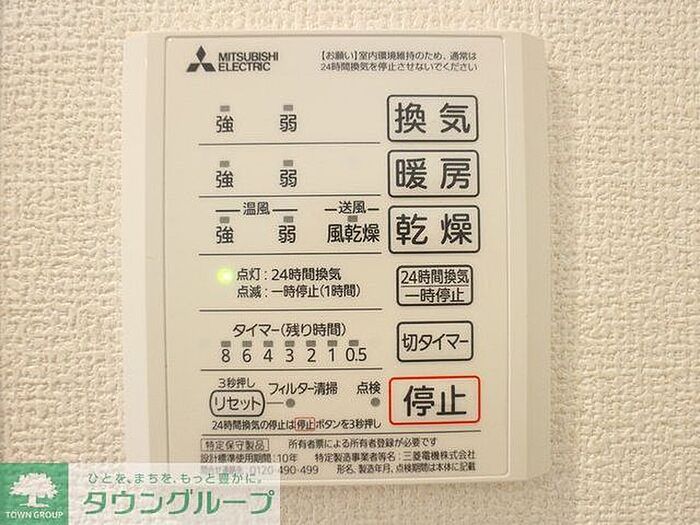 MITSUBISHI
ELECTRIC
【お願い】室内環境維持のため、通常は
24時間換気を停止させないでください
強 弱 換気
強 弱 暖房
温風 送風
強 弱 風乾燥 乾燥
点灯：24時間換気
点滅：一時停止(1時間)
24時間換気
一時停止
タイマー(残り時間)
8 6 4 3 2 1 0.5
切タイマー
3秒押し
リセット フィルター清掃 点検
停止
24時間換気の停止は停止ボタンを3秒押し
特定保守製品 所有者票による所有者登録が必要です
設計標準使用期間：10年 特定製造事業者等名：三菱電機株式会社
0120-490-499 形名、製造年月、点検期間は本体に記載
ひとを、まちを、もっと豊かに。
タウングループ
TOWN GROUP